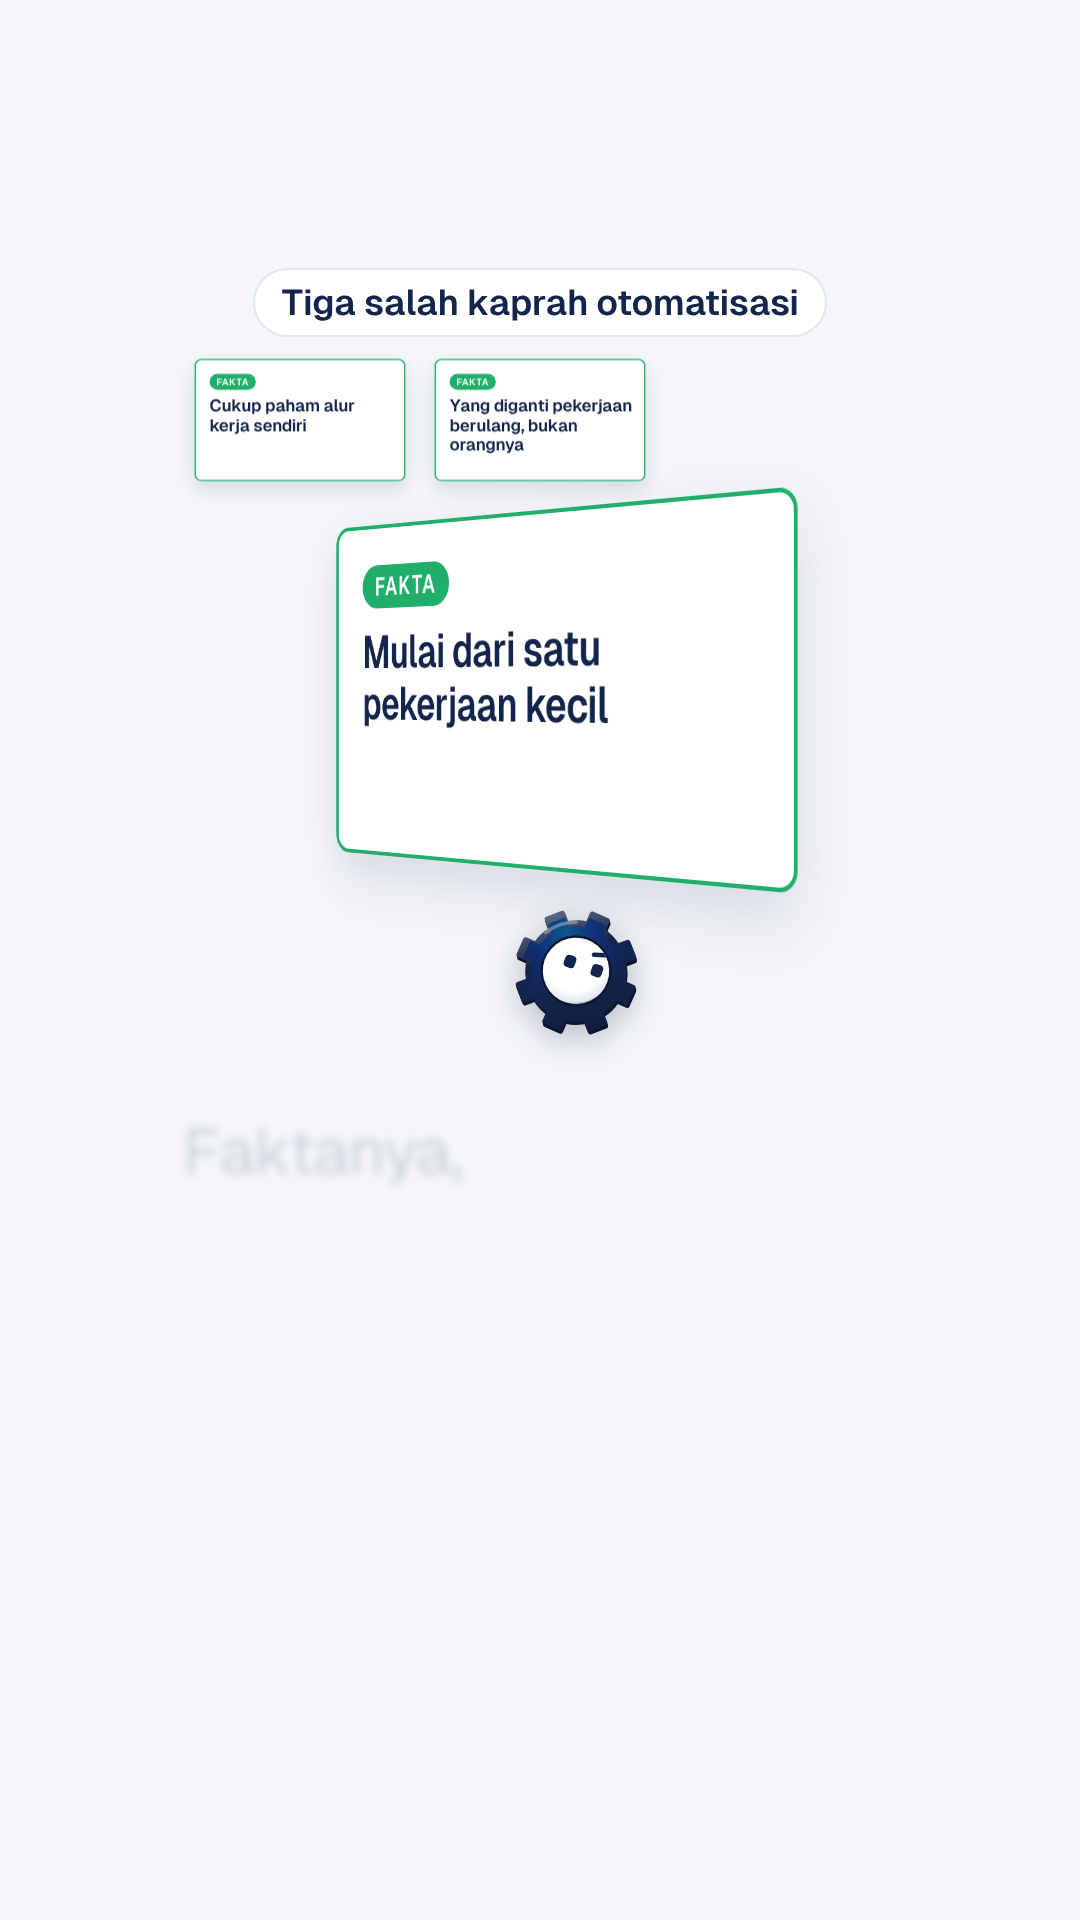 Tiga salah kaprah otomatisasi
FAKTA
Cukup paham alur
kerja sendiri
FAKTA
Yang diganti pekerjaan
berulang, bukan
orangnya
FAKTA
Mulai dari satu
pekerjaan kecil
Faktanya,